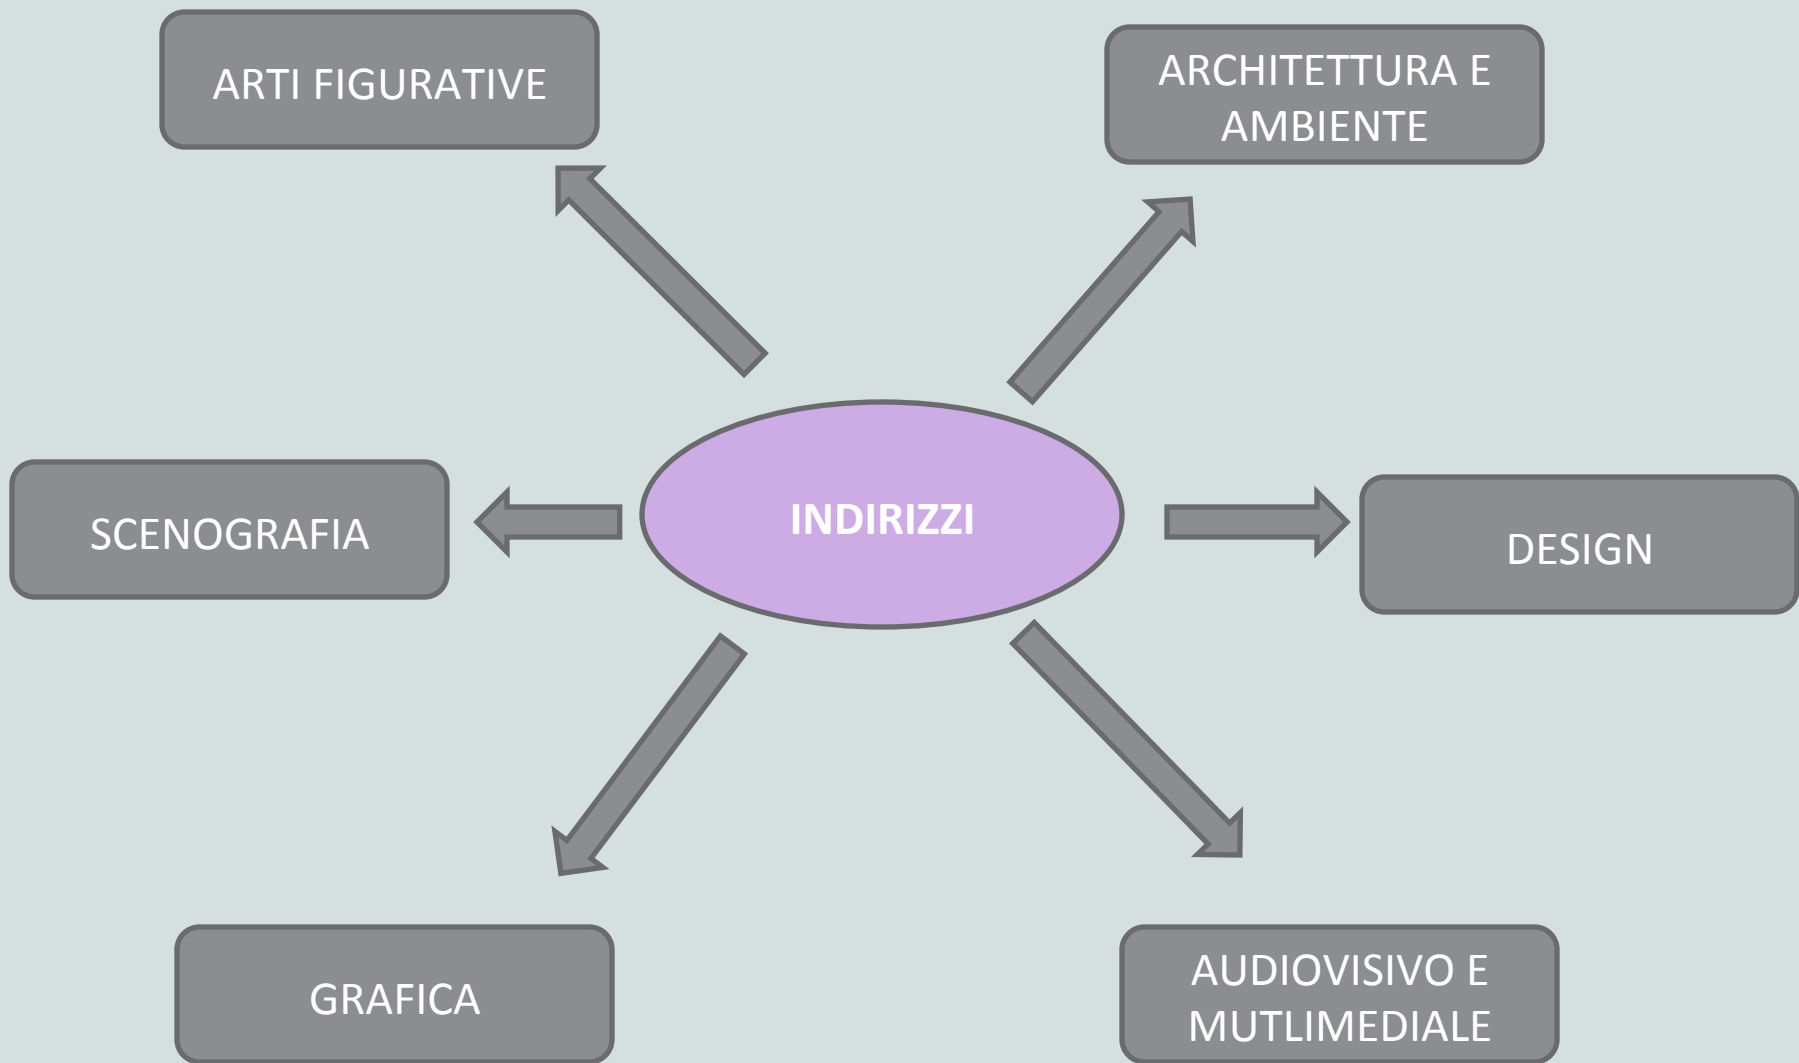 ARTI FIGURATIVE
ARCHITETTURA E
AMBIENTE
SCENOGRAFIA
INDIRIZZI
DESIGN
GRAFICA
AUDIOVISIVO E
MUTLIMEDIALE